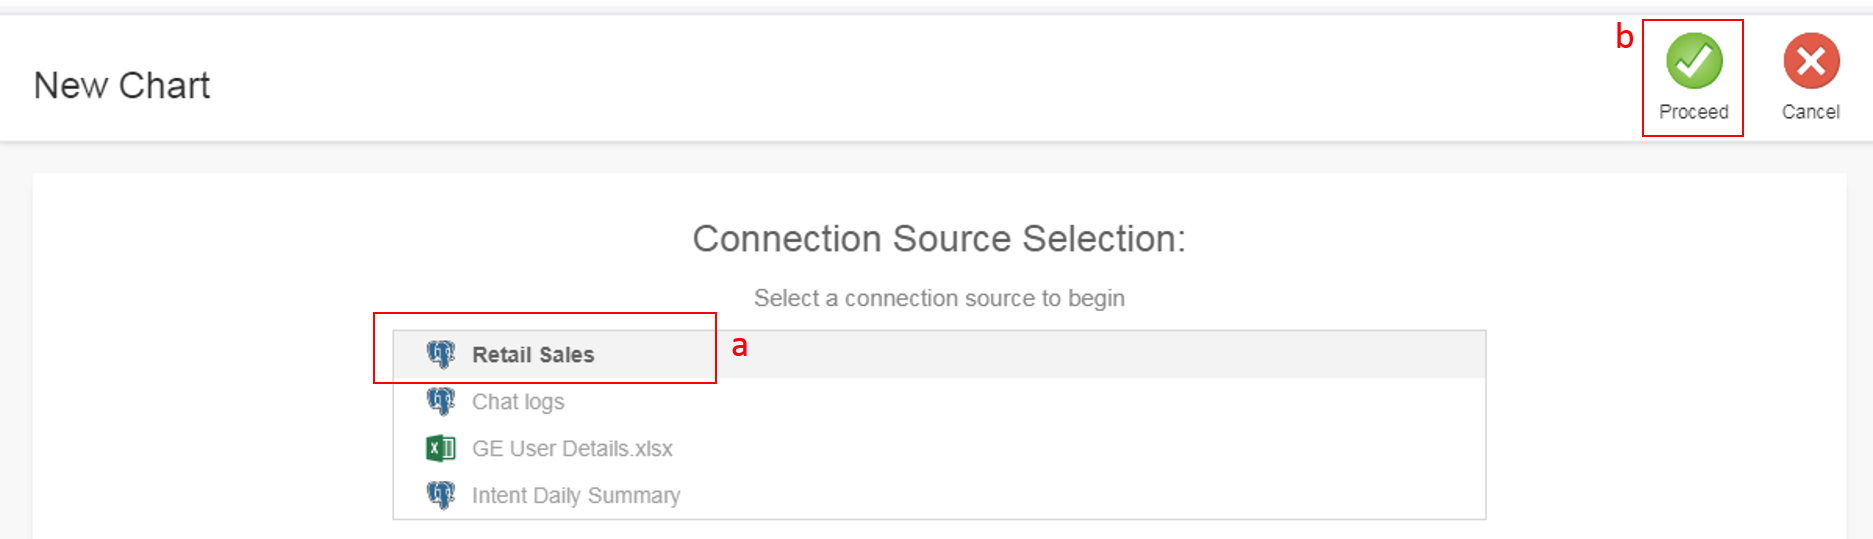 b
New Chart
Proceed
Cancel
Connection Source Selection:
Select a connection source to begin
Retail Sales
a
Chat logs
GE User Details.xlsx
Intent Daily Summary